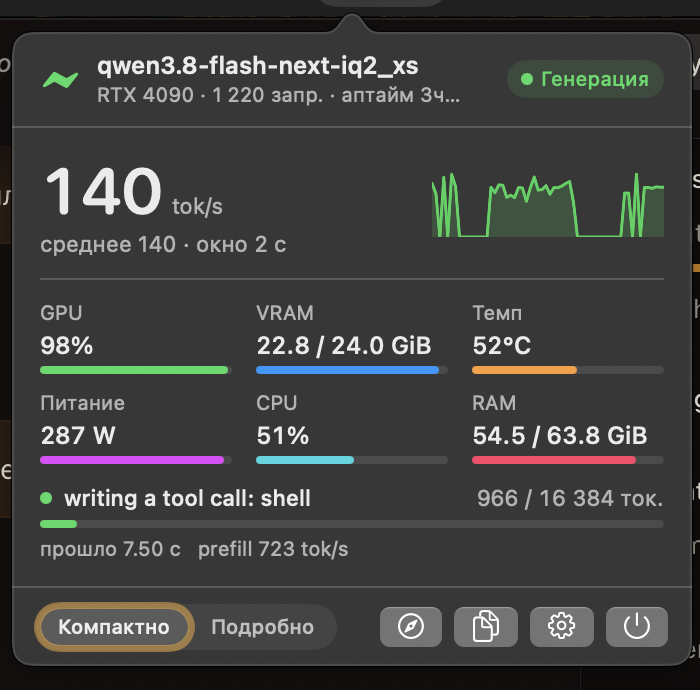 qwen3.8-flash-next-iq2_xs
RTX 4090 · 1 220 запр. · аптайм 3ч…
Генерация
140 tok/s
среднее 140 · окно 2 с
GPU
98%
VRAM
22.8 / 24.0 GiB
Темп
52°C
Питание
287 W
CPU
51%
RAM
54.5 / 63.8 GiB
writing a tool call: shell
966 / 16 384 ток.
прошло 7.50 с prefill 723 tok/s
Компактно
Подробно